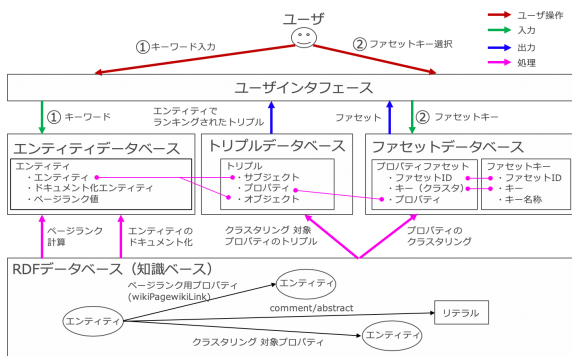 ユーザ
①キーワード入力
②ファセットキー選択
ユーザ操作
入力
出力
処理
ユーザインタフェース
①キーワード
エンティティで
ランキングされたトリプル
ファセット
②ファセットキー
エンティティデータベース
エンティティ
・エンティティ
・ドキュメント化エンティティ
・ページランク値
トリプルデータベース
トリプル
・サブジェクト
・プロパティ
・オブジェクト
ファセットデータベース
プロパティファセット
・ファセットID
・キー（クラスタ）
・プロパティ
ファセットキー
・ファセットID
・キー
・キー名称
ページランク
計算
エンティティの
ドキュメント化
クラスタリング 対象
プロパティのトリプル
プロパティの
クラスタリング
RDFデータベース（知識ベース）
ページランク用プロパティ
(wikiPagewikiLink)
エンティティ
comment/abstract
エンティティ
リテラル
クラスタリング 対象プロパティ
エンティティ